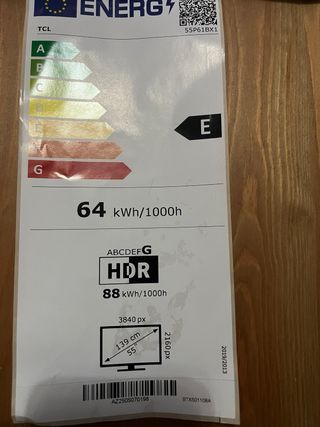 ENERG
TCL
55P61BX1
A
B
C
D
E
F
G
E
64 kWh/1000h
ABCDEFG
HDR
88 kWh/1000h
3840 px
139 cm
55"
2160 px
2019/2013
AZ2505070198